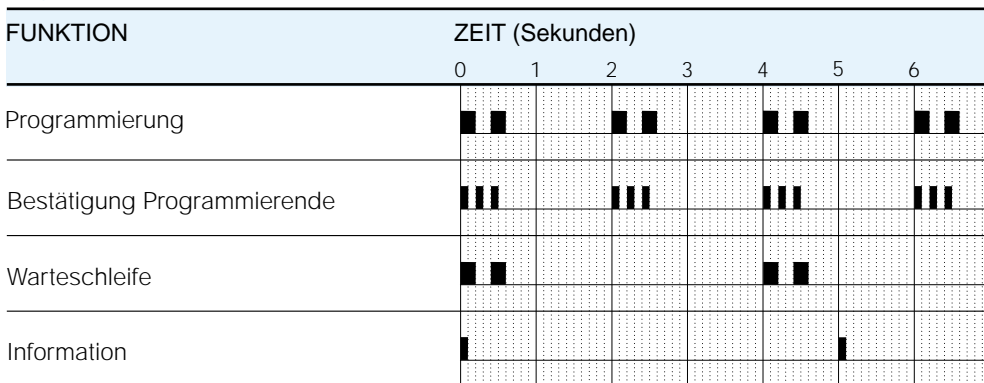 FUNKTION ZEIT (Sekunden)
0 1 2 3 4 5 6
Programmierung
Bestätigung Programmierende
Warteschleife
Information